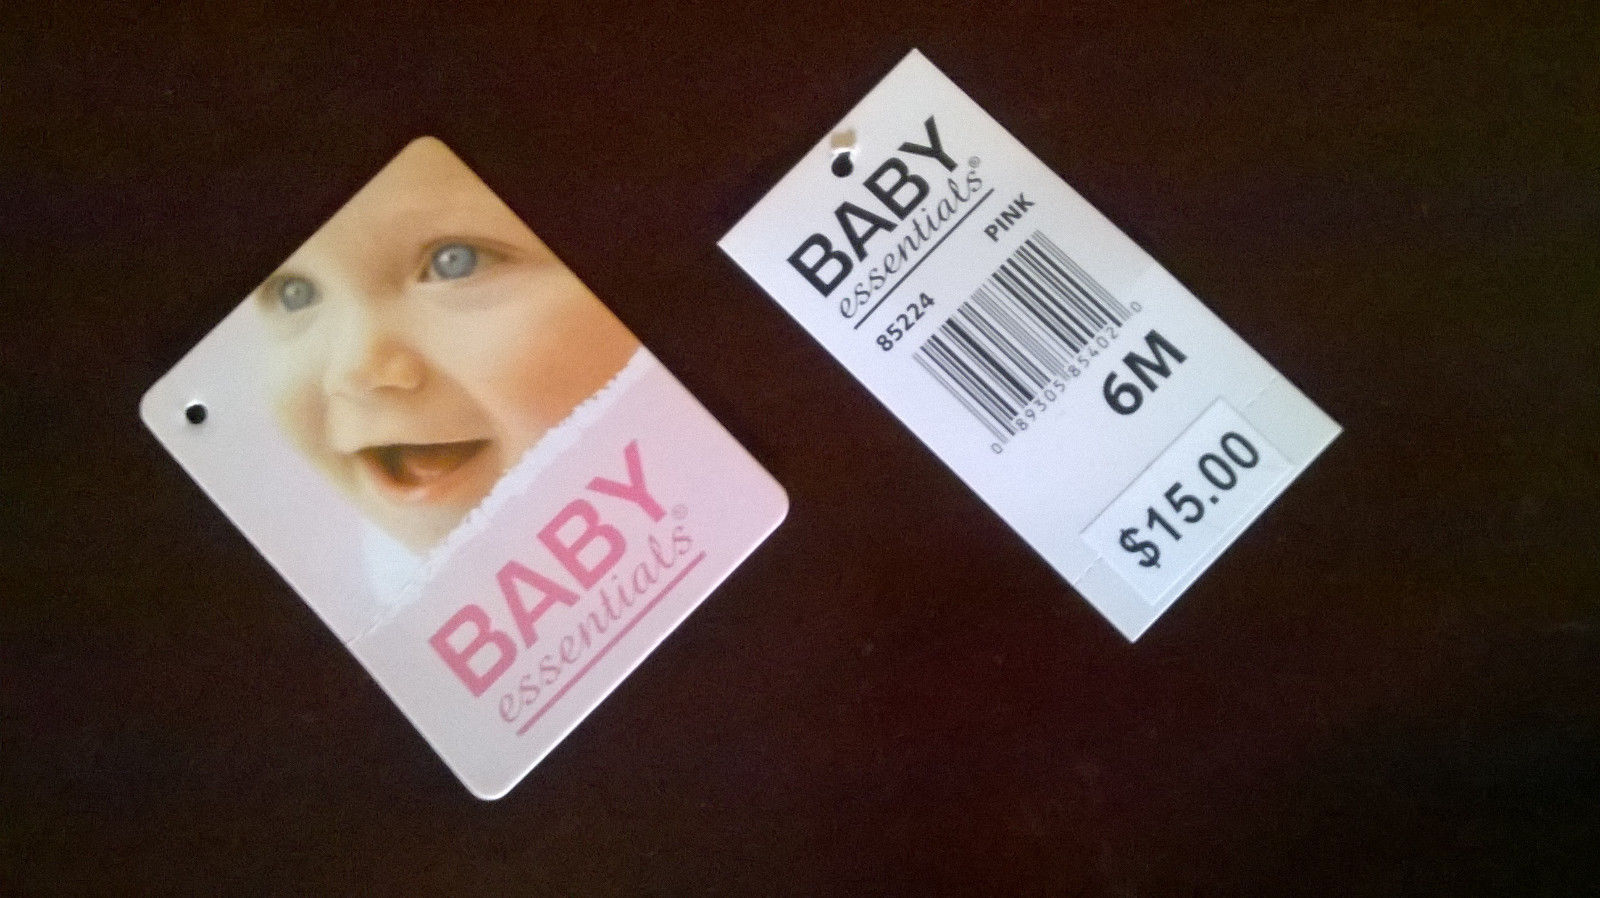 BABY
essentials®
BABY
essentials®
85224 PINK
0 89305 85402 0
6M
$15.00